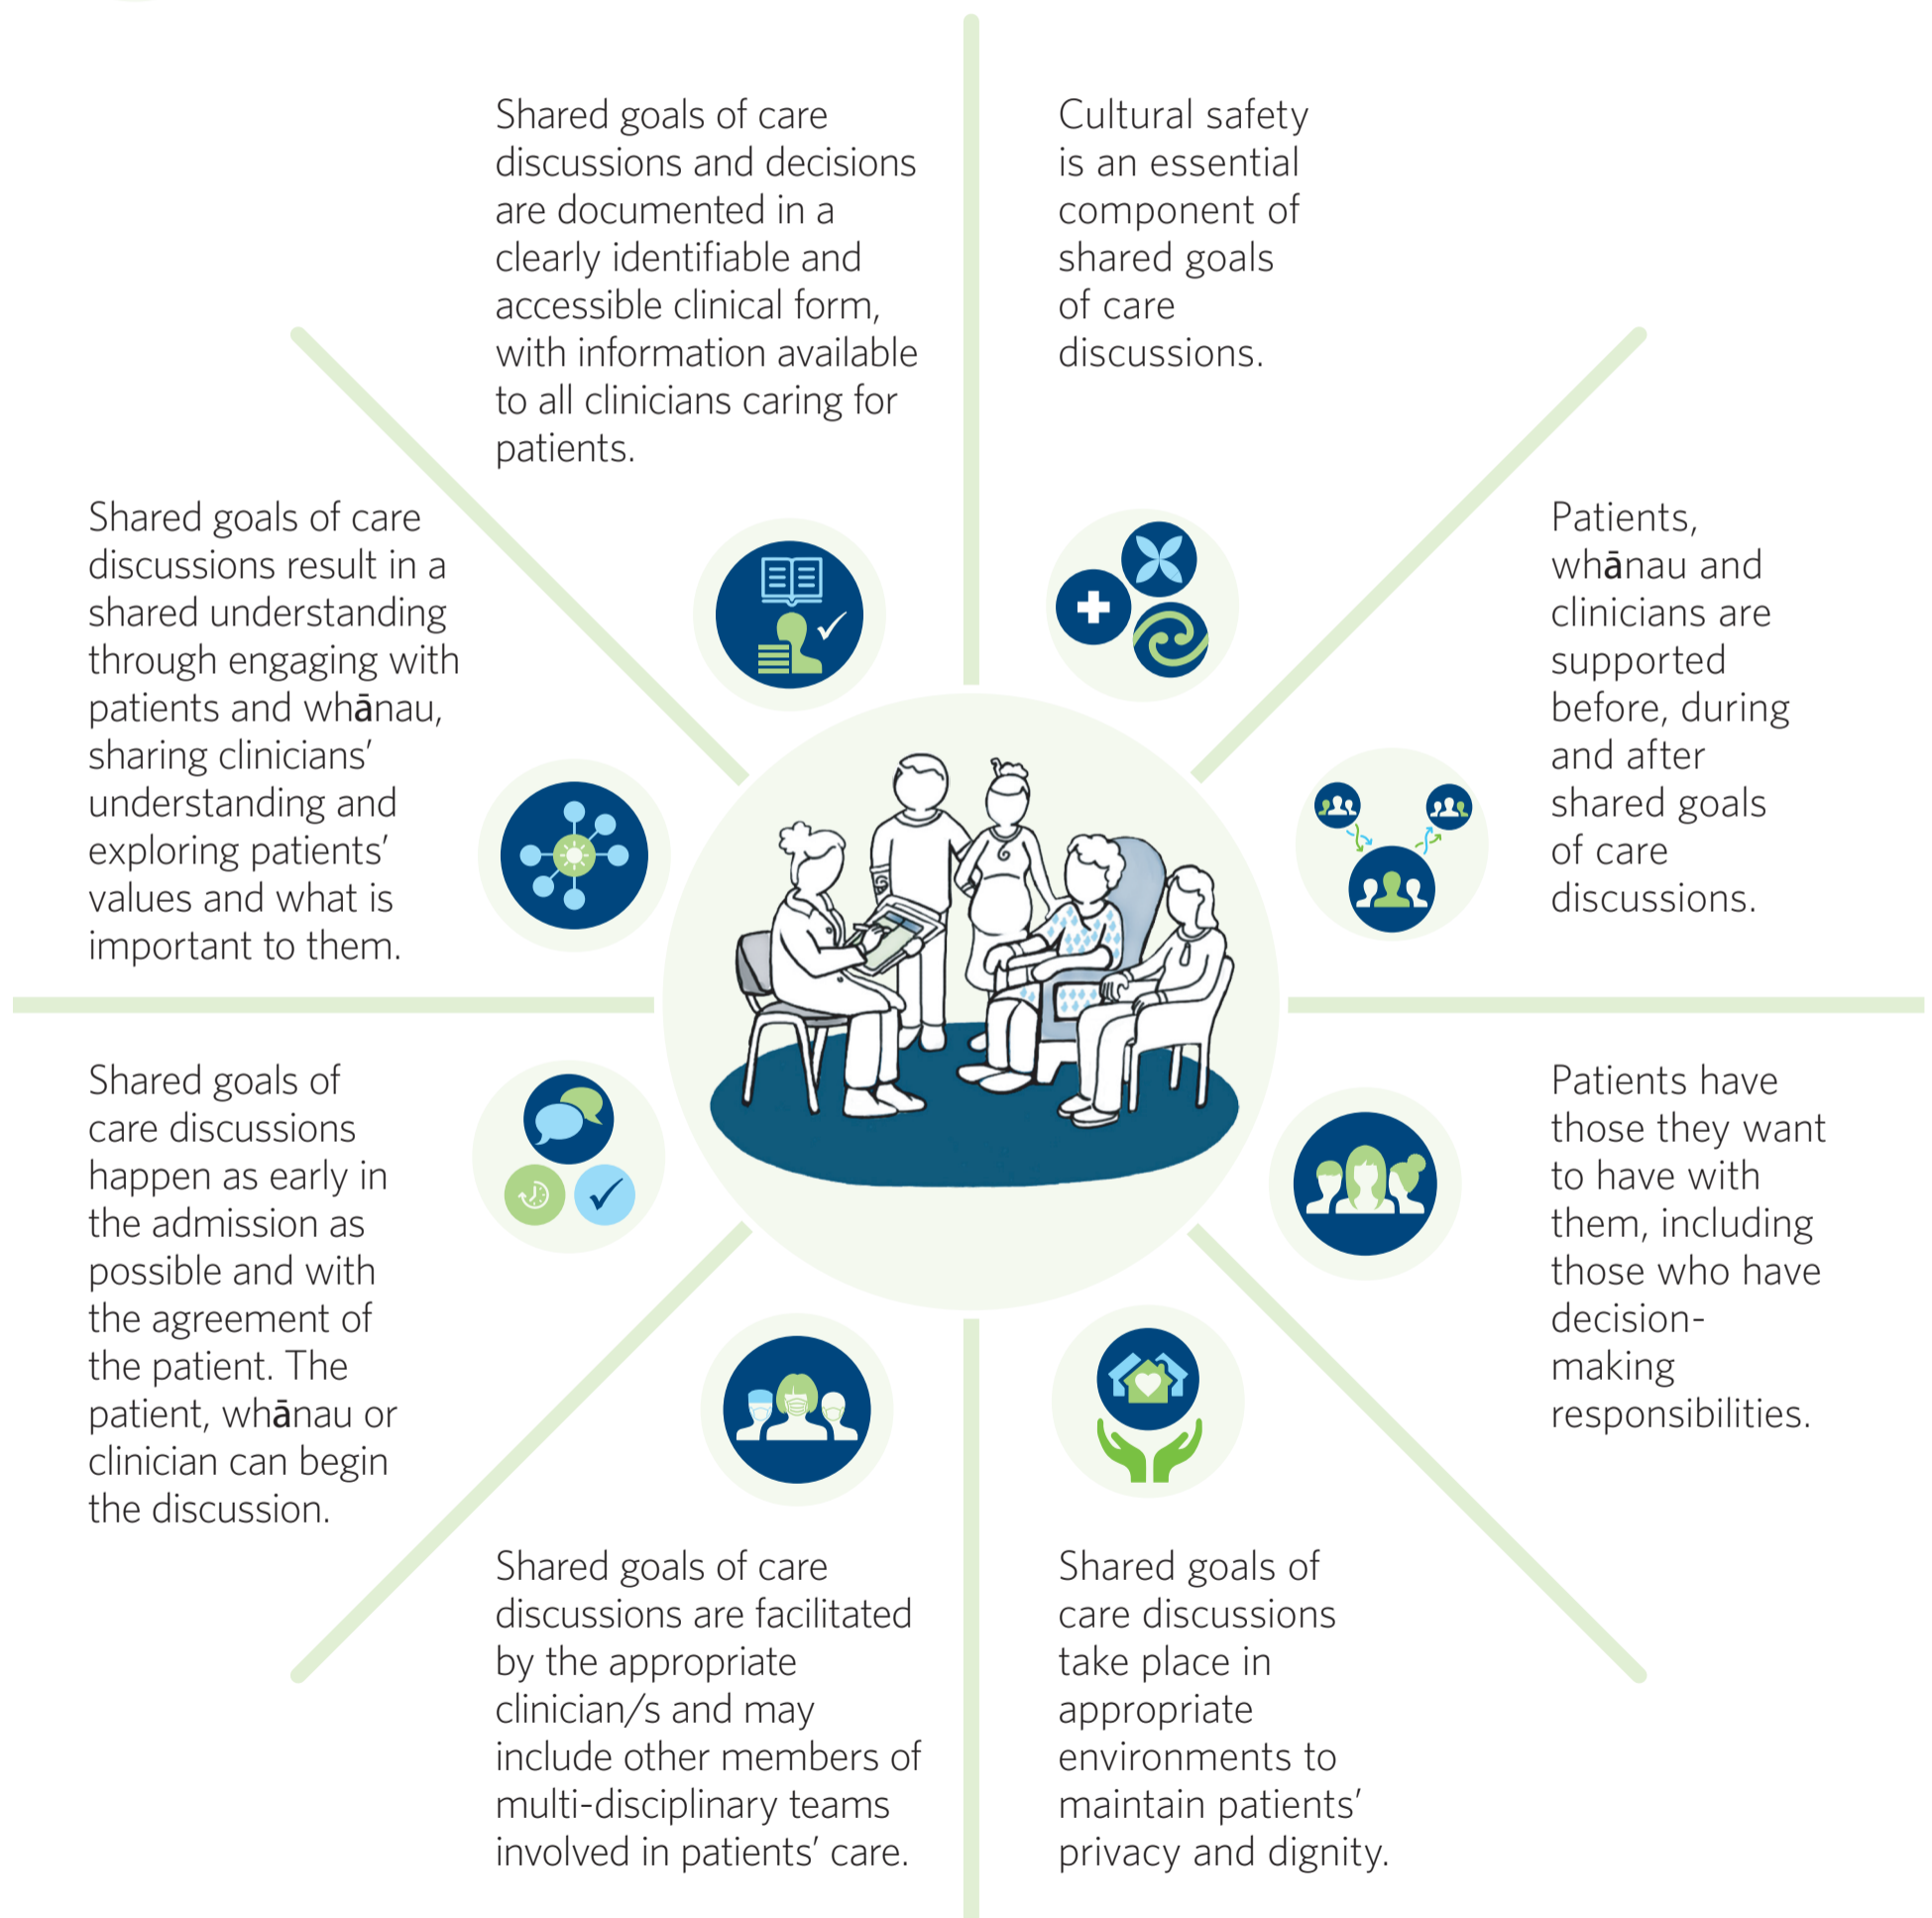 Shared goals of care
discussions and decisions
are documented in a
clearly identifiable and
accessible clinical form,
with information available
to all clinicians caring for
patients.
Cultural safety
is an essential
component of
shared goals
of care
discussions.
Patients,
whānau and
clinicians are
supported
before, during
and after
shared goals
of care
discussions.
Patients have
those they want
to have with
them, including
those who have
decision-
making
responsibilities.
Shared goals of
care discussions
take place in
appropriate
environments to
maintain patients’
privacy and dignity.
Shared goals of care
discussions are facilitated
by the appropriate
clinician/s and may
include other members of
multi-disciplinary teams
involved in patients’ care.
Shared goals of
care discussions
happen as early in
the admission as
possible and with
the agreement of
the patient. The
patient, whānau or
clinician can begin
the discussion.
Shared goals of care
discussions result in a
shared understanding
through engaging with
patients and whānau,
sharing clinicians’
understanding and
exploring patients’
values and what is
important to them.